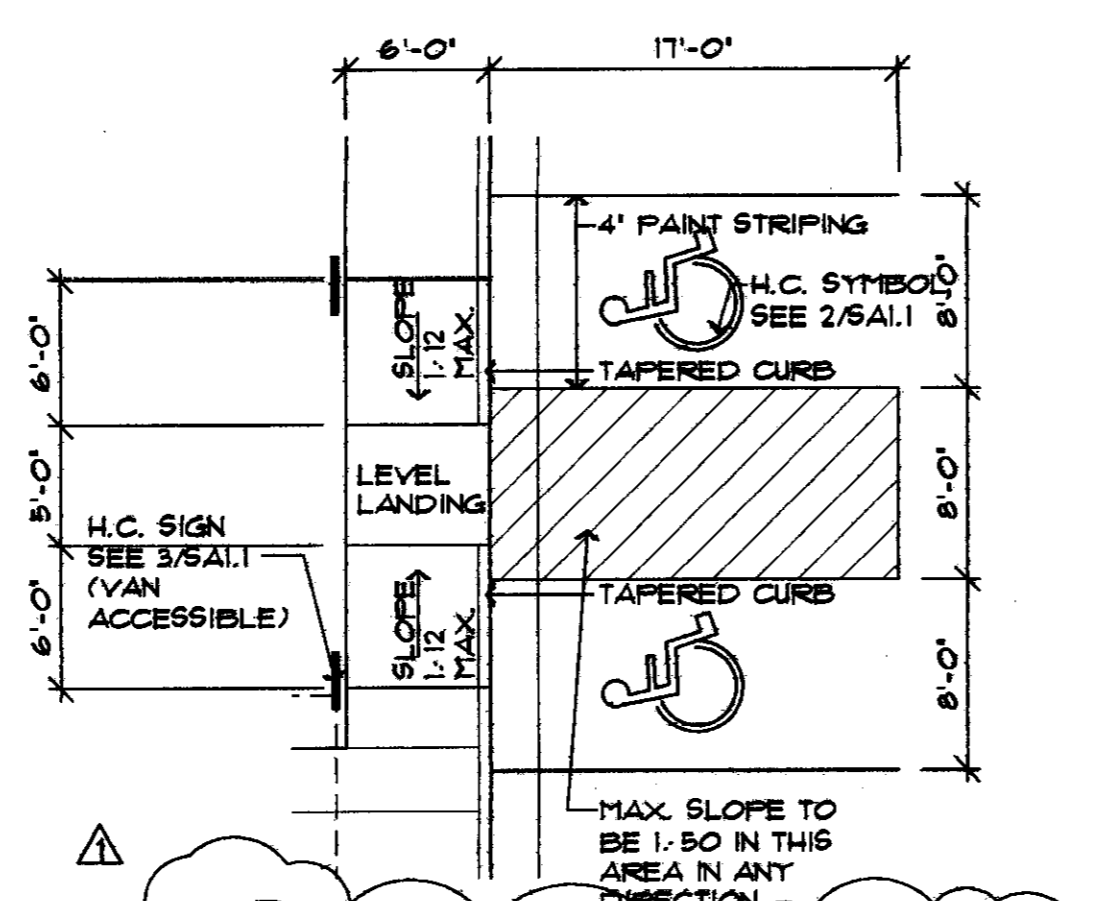 6'-0" 17'-0"
4" PAINT STRIPING
H.C. SYMBOL,
SEE 2/SA1.1
8'-0"
SLOPE
1:12
MAX.
6'-0"
TAPERED CURB
LEVEL
LANDING
5'-0"
8'-0"
H.C. SIGN
SEE 3/SA1.1
(VAN
ACCESSIBLE)
6'-0"
SLOPE
1:12
MAX.
TAPERED CURB
8'-0"
MAX. SLOPE TO
BE 1:50 IN THIS
AREA IN ANY
DIRECTION
1